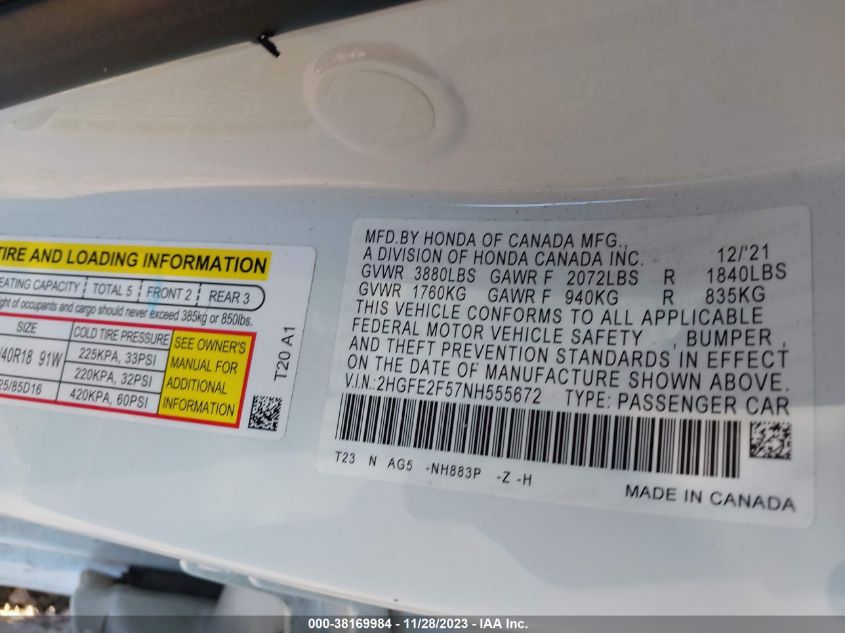 TIRE AND LOADING INFORMATION
SEATING CAPACITY TOTAL 5 FRONT 2 REAR 3
of occupants and cargo should never exceed 385kg or 850lbs.
SIZE COLD TIRE PRESSURE
/40R18 91W 225KPA, 33PSI
220KPA, 32PSI
25/85D16 420KPA, 60PSI
SEE OWNER'S
MANUAL FOR
ADDITIONAL
INFORMATION
T20 A1
MFD.BY HONDA OF CANADA MFG.,
A DIVISION OF HONDA CANADA INC. 12/'21
GVWR 3880LBS GAWR F 2072LBS R 1840LBS
GVWR 1760KG GAWR F 940KG R 835KG
THIS VEHICLE CONFORMS TO ALL APPLICABLE
FEDERAL MOTOR VEHICLE SAFETY , BUMPER,
AND THEFT PREVENTION STANDARDS IN EFFECT
ON THE DATE OF MANUFACTURE SHOWN ABOVE.
V.I.N.:2HGFE2F57NH555672 TYPE: PASSENGER CAR
T23 N AG5 -NH883P -Z -H
MADE IN CANADA
000-38169984 - 11/28/2023 - IAA Inc.